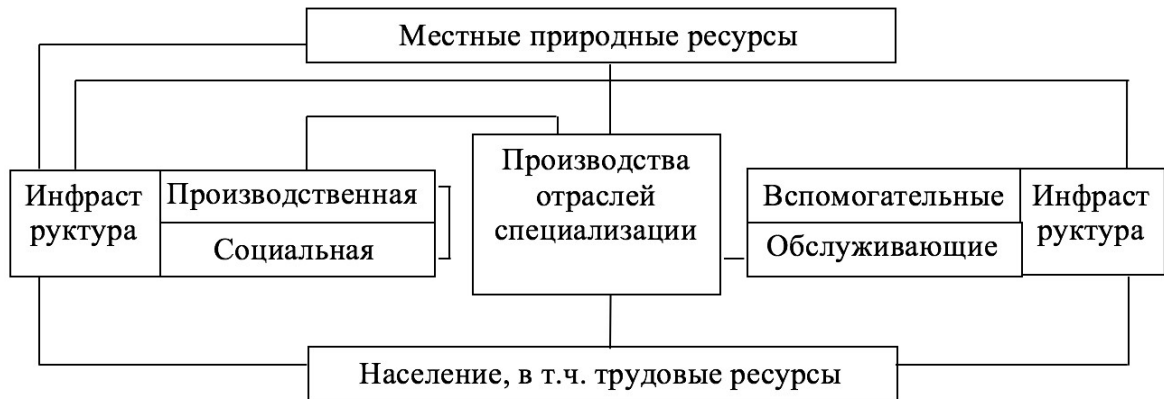 Местные природные ресурсы
Инфраст
руктура
Производственная
Социальная
Производства
отраслей
специализации
Вспомогательные
Обслуживающие
Инфраст
руктура
Население, в т.ч. трудовые ресурсы